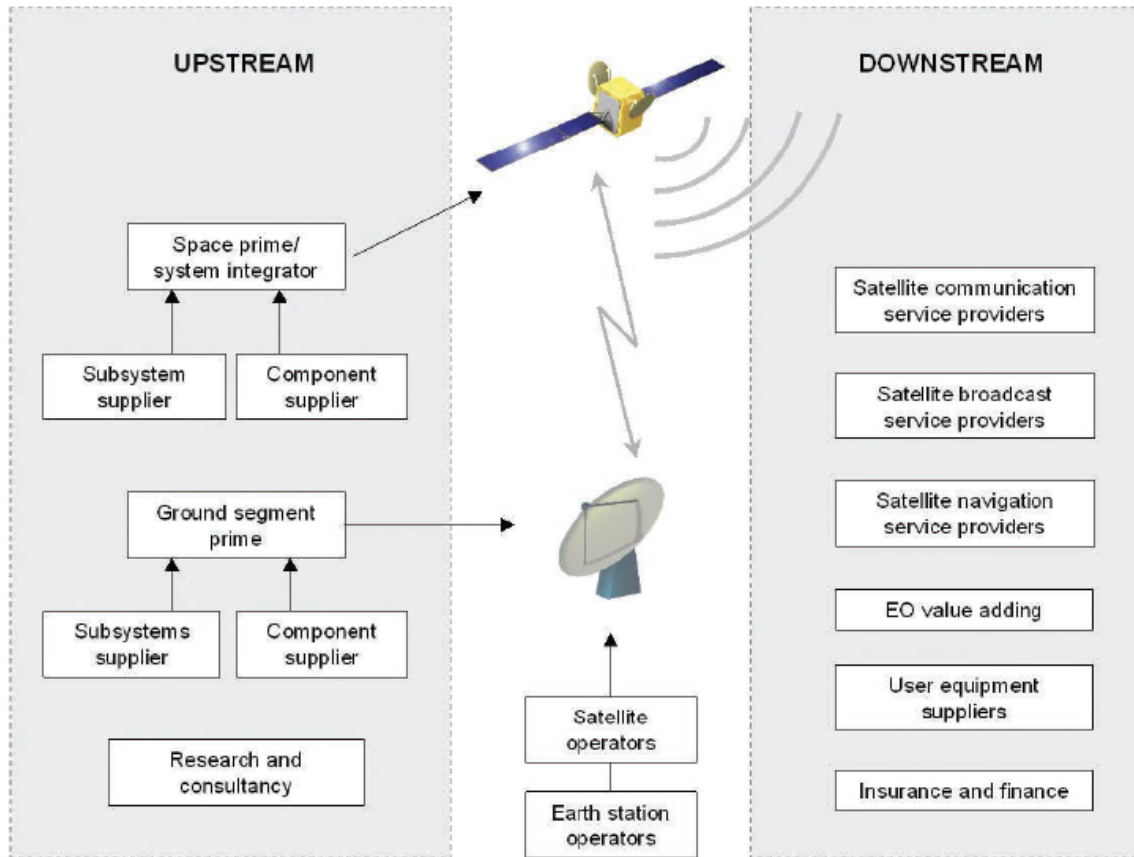 UPSTREAM
DOWNSTREAM
Space prime/
system integrator
Subsystem
supplier
Component
supplier
Ground segment
prime
Subsystems
supplier
Component
supplier
Research and
consultancy
Satellite
operators
Earth station
operators
Satellite communication
service providers
Satellite broadcast
service providers
Satellite navigation
service providers
EO value adding
User equipment
suppliers
Insurance and finance